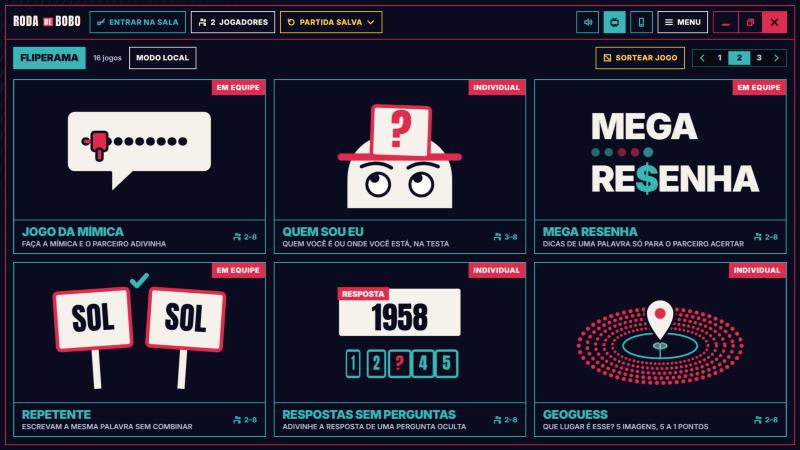 RODA DE BOBO
ENTRAR NA SALA
2 JOGADORES
PARTIDA SALVA
MENU
FLIPERAMA
16 jogos
MODO LOCAL
SORTEAR JOGO
1 2 3
EM EQUIPE
JOGO DA MÍMICA
FAÇA A MÍMICA E O PARCEIRO ADIVINHA
2-8
INDIVIDUAL
?
QUEM SOU EU
QUEM VOCÊ É OU ONDE VOCÊ ESTÁ, NA TESTA
3-8
EM EQUIPE
MEGA
RE$ENHA
MEGA RESENHA
DICAS DE UMA PALAVRA SÓ PARA O PARCEIRO ACERTAR
2-8
EM EQUIPE
SOL SOL
REPETENTE
ESCREVAM A MESMA PALAVRA SEM COMBINAR
2-8
INDIVIDUAL
RESPOSTA
1958
1 2 ? 4 5
RESPOSTAS SEM PERGUNTAS
ADIVINHE A RESPOSTA DE UMA PERGUNTA OCULTA
2-8
INDIVIDUAL
GEOGUESS
QUE LUGAR É ESSE? 5 IMAGENS, 5 A 1 PONTOS
2-8